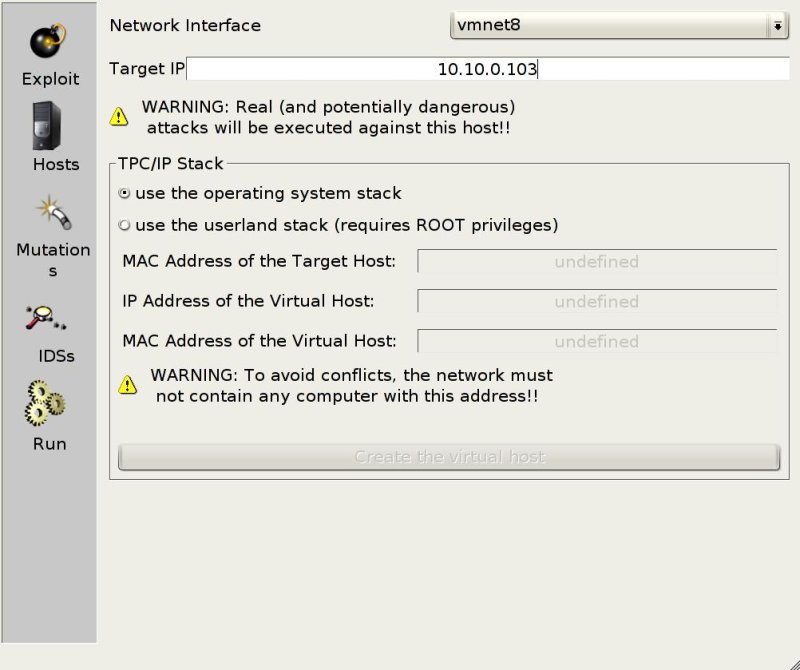 Exploit
Hosts
Mutation
s
IDSs
Run
Network Interface vmnet8
Target IP 10.10.0.103
WARNING: Real (and potentially dangerous)
attacks will be executed against this host!!
TPC/IP Stack
use the operating system stack
use the userland stack (requires ROOT privileges)
MAC Address of the Target Host: undefined
IP Address of the Virtual Host: undefined
MAC Address of the Virtual Host: undefined
WARNING: To avoid conflicts, the network must
not contain any computer with this address!!
Create the virtual host